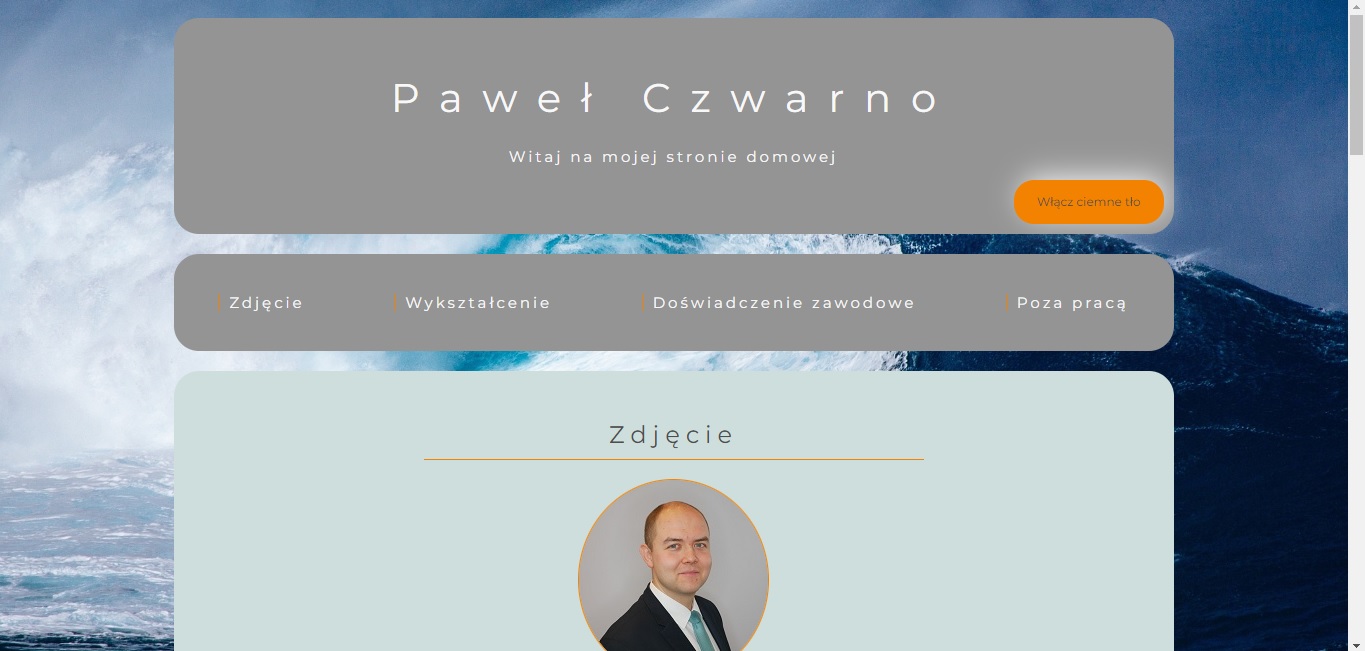 Paweł Czwarno
Witaj na mojej stronie domowej
Włącz ciemne tło
Zdjęcie
Wykształcenie
Doświadczenie zawodowe
Poza pracą
Zdjęcie